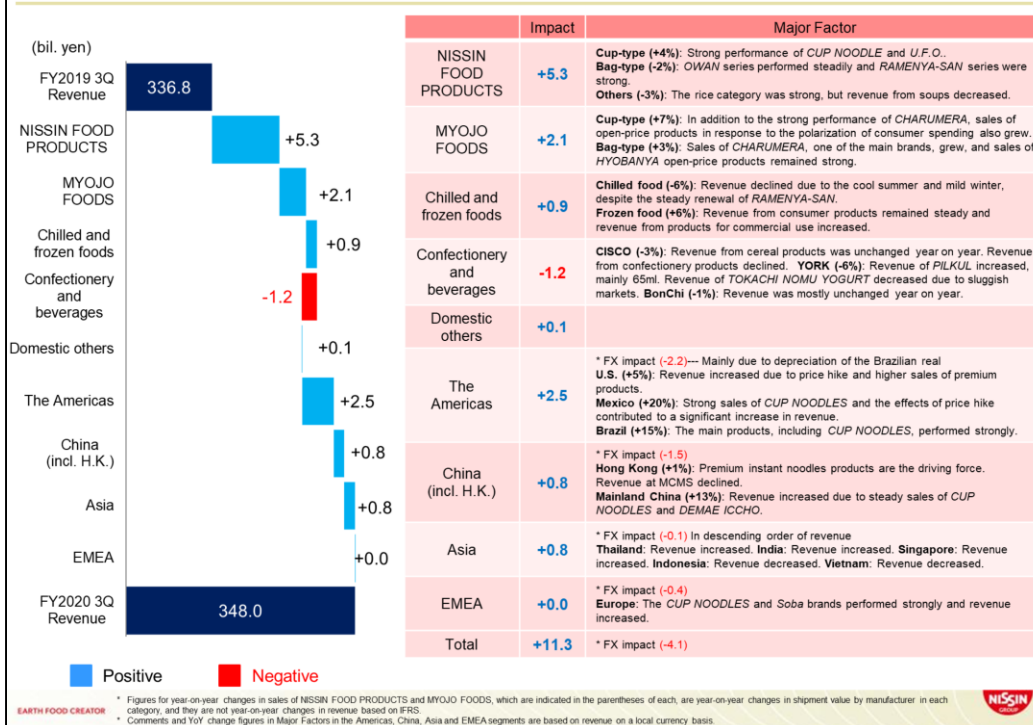 (bil. yen)
FY2019 3Q
Revenue
336.8
NISSIN FOOD
PRODUCTS
+5.3
MYOJO
FOODS
+2.1
Chilled and
frozen foods
+0.9
Confectionery
and
beverages
-1.2
Domestic others
+0.1
The Americas
+2.5
China
(incl. H.K.)
+0.8
Asia
+0.8
EMEA
+0.0
FY2020 3Q
Revenue
348.0
Positive
Negative
Impact
Major Factor
NISSIN
FOOD
PRODUCTS
+5.3
Cup-type (+4%): Strong performance of CUP NOODLE and U.F.O..
Bag-type (-2%): OWAN series performed steadily and RAMENYA-SAN series were
strong.
Others (-3%): The rice category was strong, but revenue from soups decreased.
MYOJO
FOODS
+2.1
Cup-type (+7%): In addition to the strong performance of CHARUMERA, sales of
open-price products in response to the polarization of consumer spending also grew.
Bag-type (+3%): Sales of CHARUMERA, one of the main brands, grew, and sales of
HYOBANYA open-price products remained strong.
Chilled and
frozen foods
+0.9
Chilled food (-6%): Revenue declined due to the cool summer and mild winter,
despite the steady renewal of RAMENYA-SAN.
Frozen food (+6%): Revenue from consumer products remained steady and
revenue from products for commercial use increased.
Confectionery
and
beverages
-1.2
CISCO (-3%): Revenue from cereal products was unchanged year on year. Revenue
from confectionery products declined. YORK (-6%): Revenue of PILKUL increased,
mainly 65ml. Revenue of TOKACHI NOMU YOGURT decreased due to sluggish
markets. BonChi (-1%): Revenue was mostly unchanged year on year.
Domestic
others
+0.1
The
Americas
+2.5
* FX impact (-2.2)--- Mainly due to depreciation of the Brazilian real
U.S. (+5%): Revenue increased due to price hike and higher sales of premium
products.
Mexico (+20%): Strong sales of CUP NOODLES and the effects of price hike
contributed to a significant increase in revenue.
Brazil (+15%): The main products, including CUP NOODLES, performed strongly.
China
(incl. H.K.)
+0.8
* FX impact (-1.5)
Hong Kong (+1%): Premium instant noodles products are the driving force.
Revenue at MCMS declined.
Mainland China (+13%): Revenue increased due to steady sales of CUP
NOODLES and DEMAE ICCHO.
Asia
+0.8
* FX impact (-0.1) In descending order of revenue
Thailand: Revenue increased. India: Revenue increased. Singapore: Revenue
increased. Indonesia: Revenue decreased. Vietnam: Revenue decreased.
EMEA
+0.0
* FX impact (-0.4)
Europe: The CUP NOODLES and Soba brands performed strongly and revenue
increased.
Total
+11.3
* FX impact (-4.1)
EARTH FOOD CREATOR
* Figures for year-on-year changes in sales of NISSIN FOOD PRODUCTS and MYOJO FOODS, which are indicated in the parentheses of each, are year-on-year changes in shipment value by manufacturer in each
category, and they are not year-on-year changes in revenue based on IFRS.
* Comments and YoY change figures in Major Factors in the Americas, China, Asia and EMEA segments are based on revenue on a local currency basis.
NISSIN
GROUP